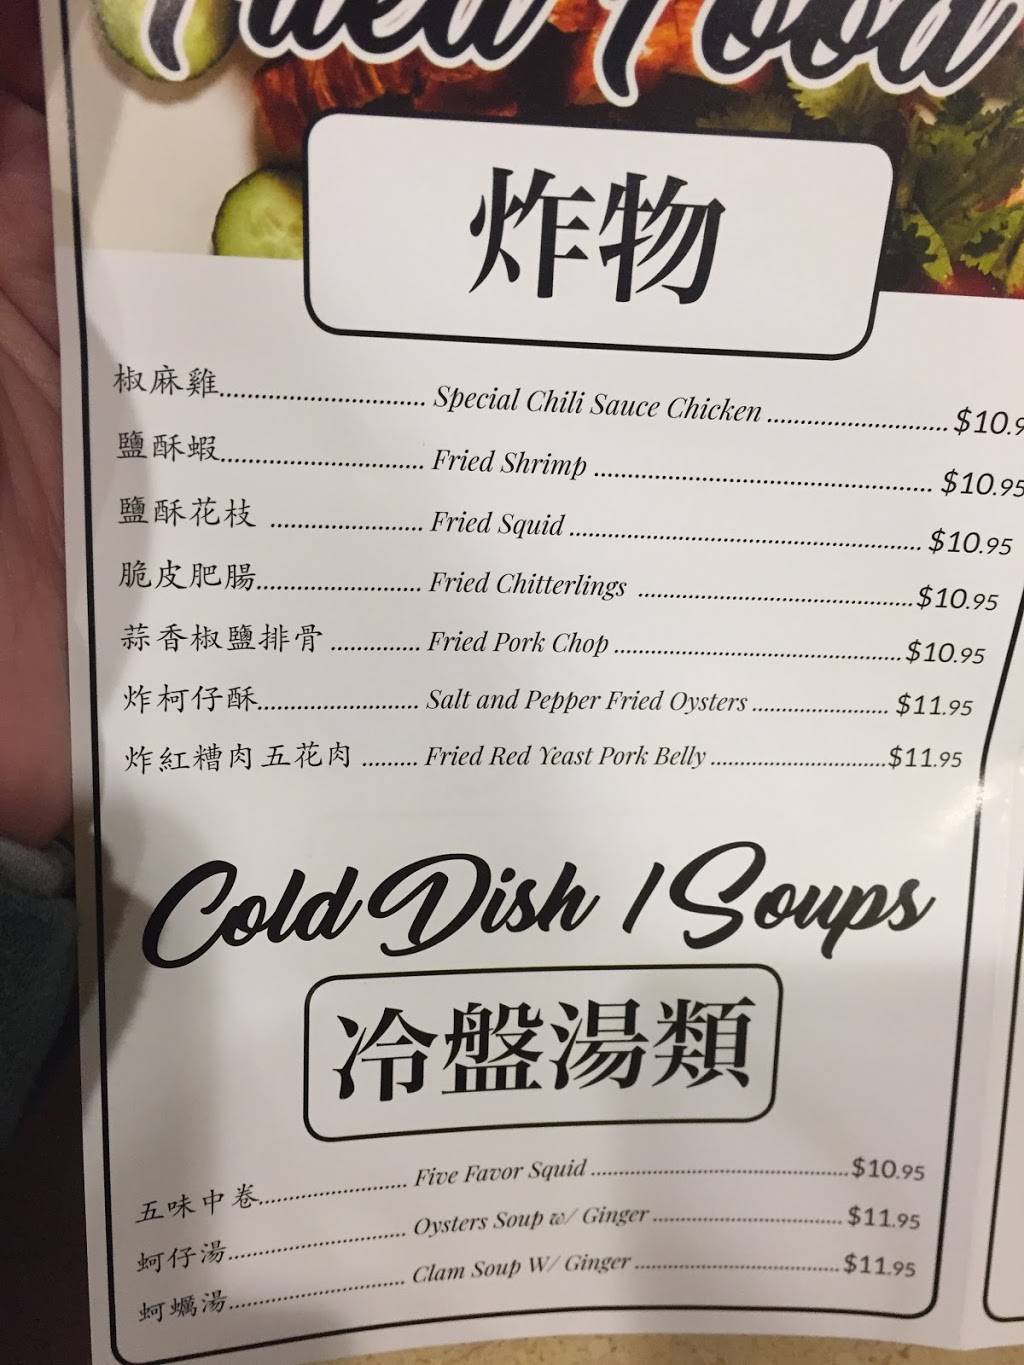 Fried Food
炸物
椒麻雞 Special Chili Sauce Chicken $10.9
鹽酥蝦 Fried Shrimp $10.95
鹽酥花枝 Fried Squid $10.95
脆皮肥腸 Fried Chitterlings $10.95
蒜香椒鹽排骨 Fried Pork Chop $10.95
炸柯仔酥 Salt and Pepper Fried Oysters $11.95
炸紅糟肉五花肉 Fried Red Yeast Pork Belly $11.95
Cold Dish / Soups
冷盤湯類
五味中卷 Five Favor Squid $10.95
蚵仔湯 Oysters Soup w/ Ginger $11.95
蚵蠣湯 Clam Soup W/ Ginger $11.95